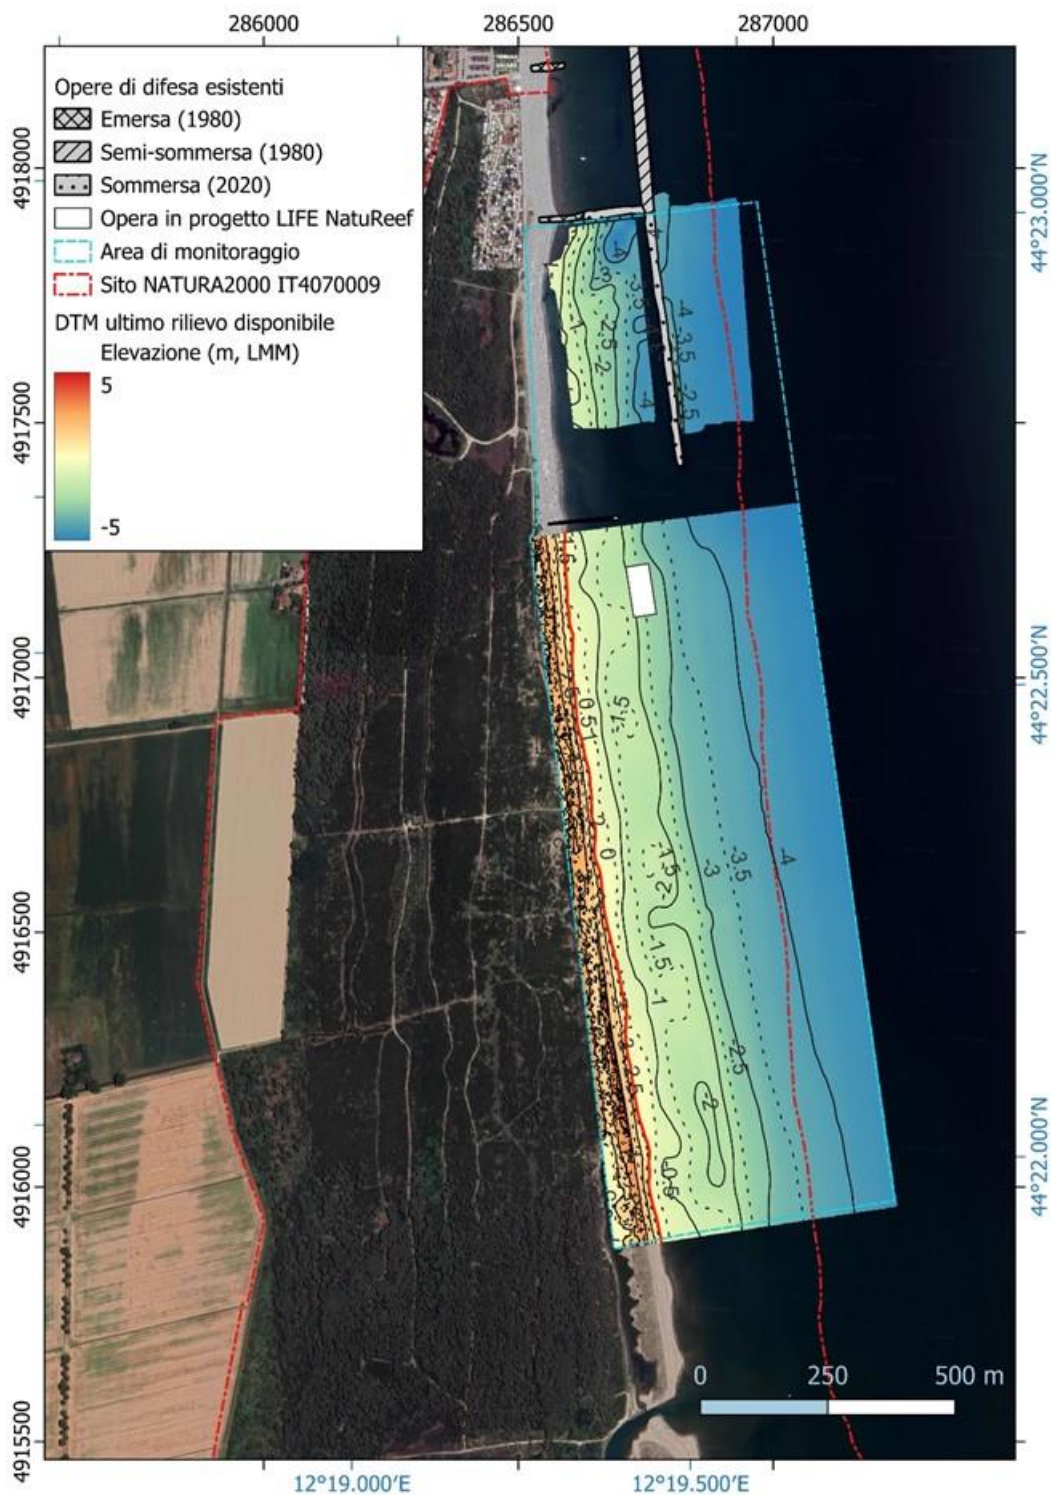 286000
286500
287000
Opere di difesa esistenti
Emersa (1980)
Semi-sommersa (1980)
Sommersa (2020)
Opera in progetto LIFE NatuReef
Area di monitoraggio
Sito NATURA2000 IT4070009
DTM ultimo rilievo disponibile
Elevazione (m, LMM)
5
-5
4918000
4917500
4917000
4916500
4916000
4915500
44°23.000'N
44°22.500'N
44°22.000'N
-4
-3
-3.5
-2.5
-2
-4
-4
-3.5
-2.5
0.5
-1.5
0
-1.5
-2
-3
-3.5
-4
-1.5
-1
-2.5
-2
-0.5
0
250
500 m
12°19.000'E
12°19.500'E